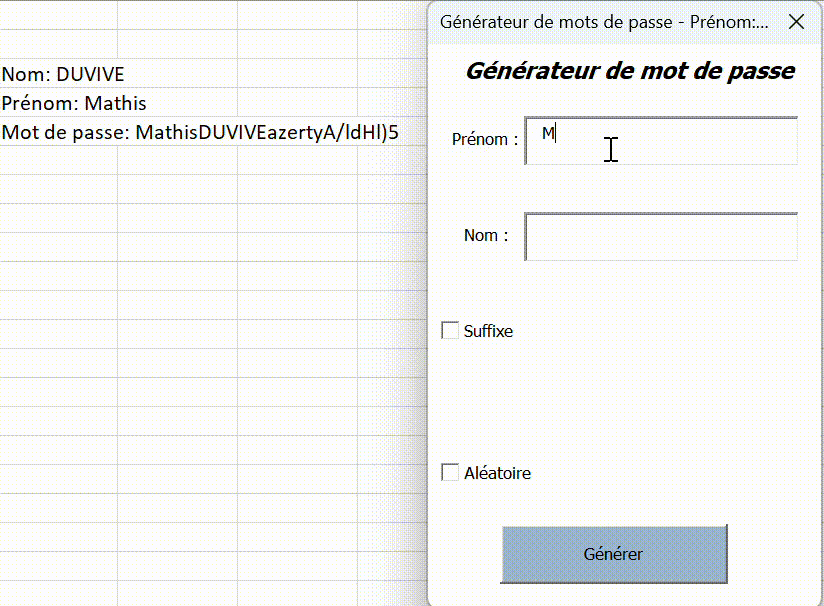 Nom: DUVIVE
Prénom: Mathis
Mot de passe: MathisDUVIVEazertyA/ldHl)5
Générateur de mots de passe - Prénom:...
Générateur de mot de passe
Prénom :
M
Nom :
Suffixe
Aléatoire
Générer